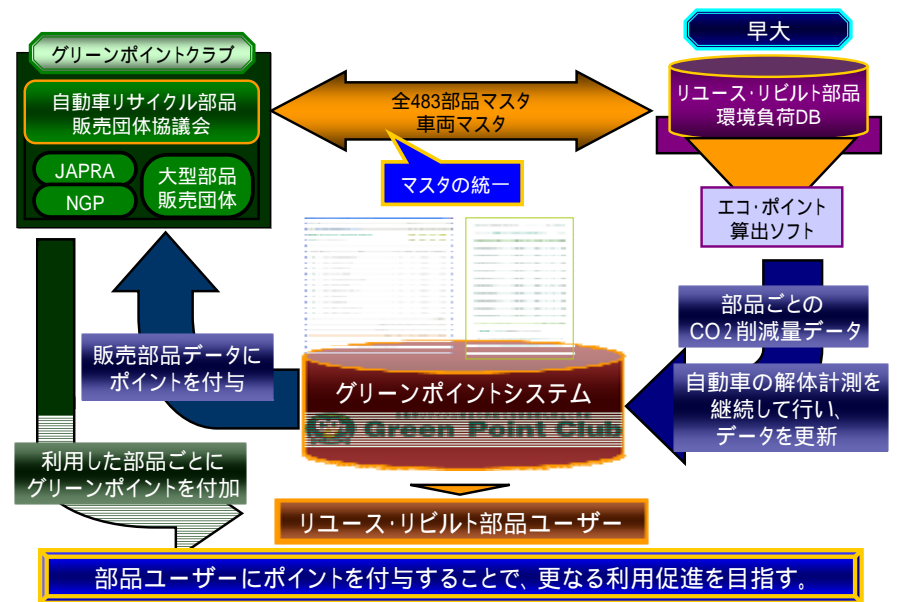 グリーンポイントクラブ
自動車リサイクル部品
販売団体協議会
JAPRA
NGP
大型部品
販売団体
全483部品マスタ
車両マスタ
マスタの統一
早大
リユース・リビルト部品
環境負荷DB
エコ・ポイント
算出ソフト
部品ごとの
CO2削減量データ
自動車の解体計測を
継続して行い、
データを更新
販売部品データに
ポイントを付与
グリーンポイントシステム
Green Point Club
利用した部品ごとに
グリーンポイントを付加
リユース・リビルト部品ユーザー
部品ユーザーにポイントを付与することで、更なる利用促進を目指す。